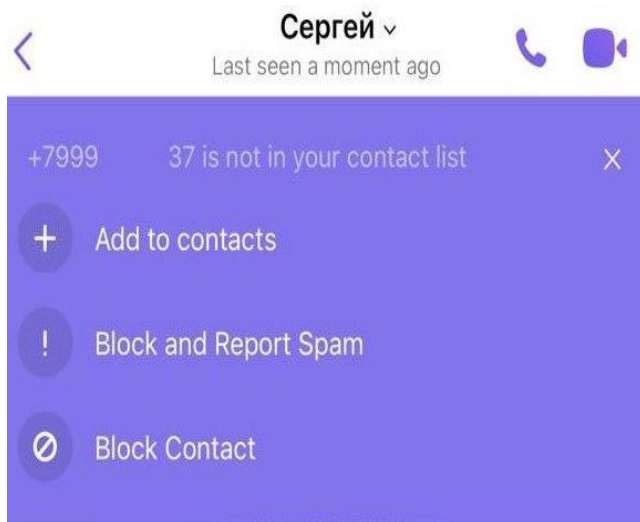 Сергей
Last seen a moment ago
+7999 37 is not in your contact list
Add to contacts
Block and Report Spam
Block Contact